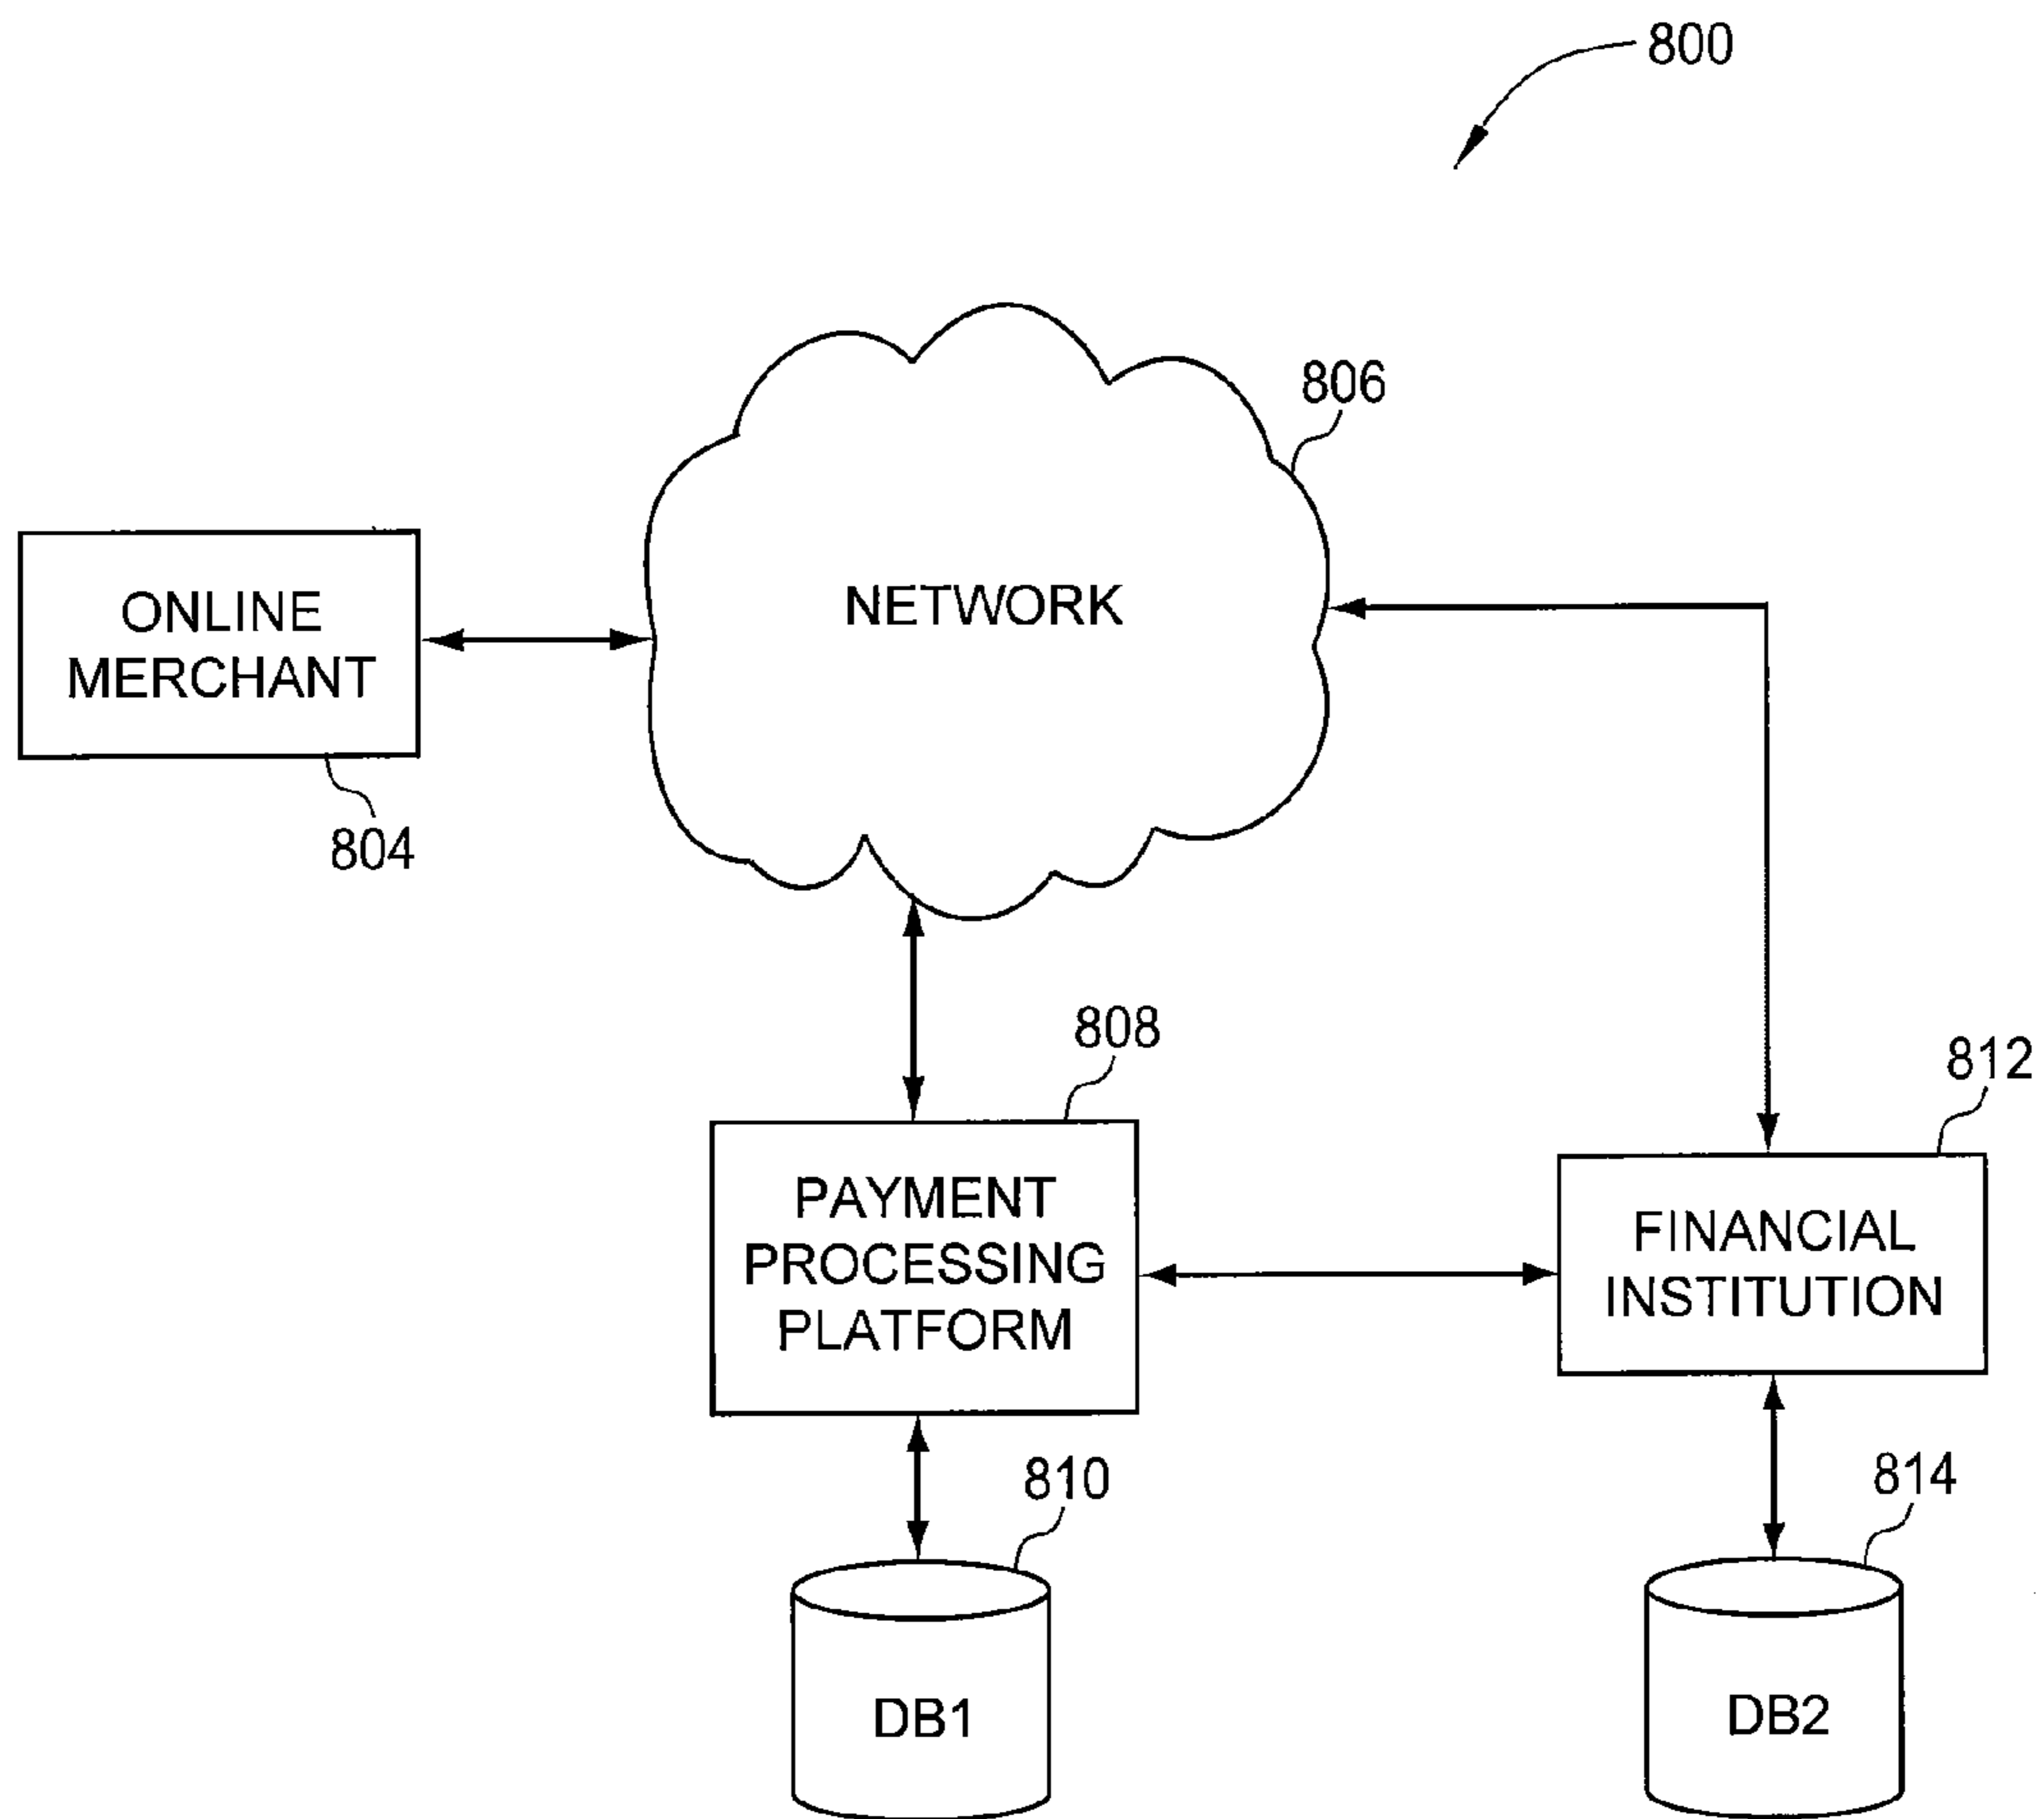 800
806
NETWORK
ONLINE
MERCHANT
804
808
812
PAYMENT
PROCESSING
PLATFORM
FINANCIAL
INSTITUTION
810
814
DB1
DB2